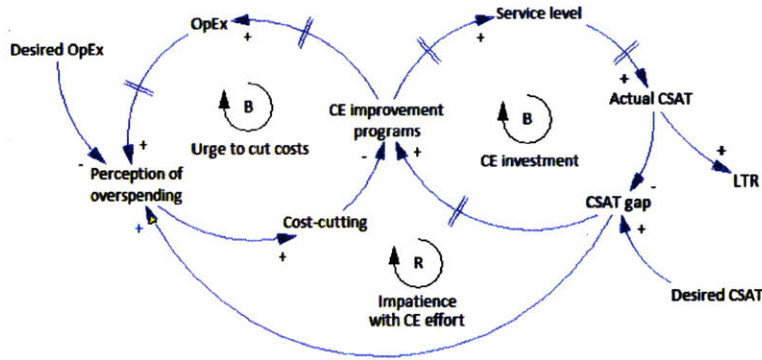 Service level
OpEx
+
+
Desired OpEx
+
Actual CSAT
B
CE improvement
programs
B
+
Urge to cut costs
CE investment
+
-
-
+
Perception of
overspending
LTR
-
CSAT gap
+
Cost-cutting
+
+
R
Impatience
with CE effort
Desired CSAT